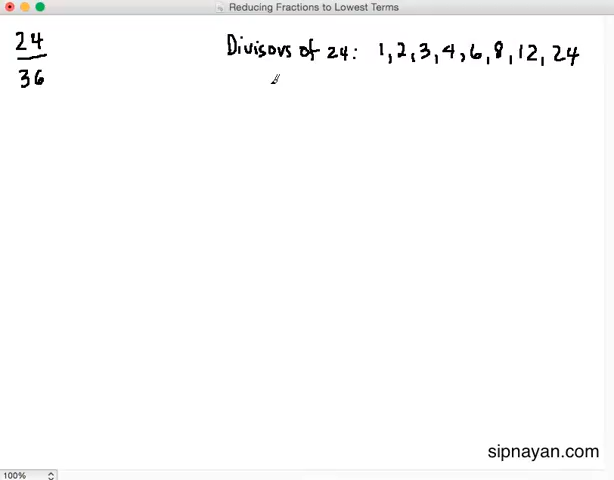 Reducing Fractions to Lowest Terms
24
36
Divisors of 24: 1, 2, 3, 4, 6, 8, 12, 24
sipnayan.com
100%